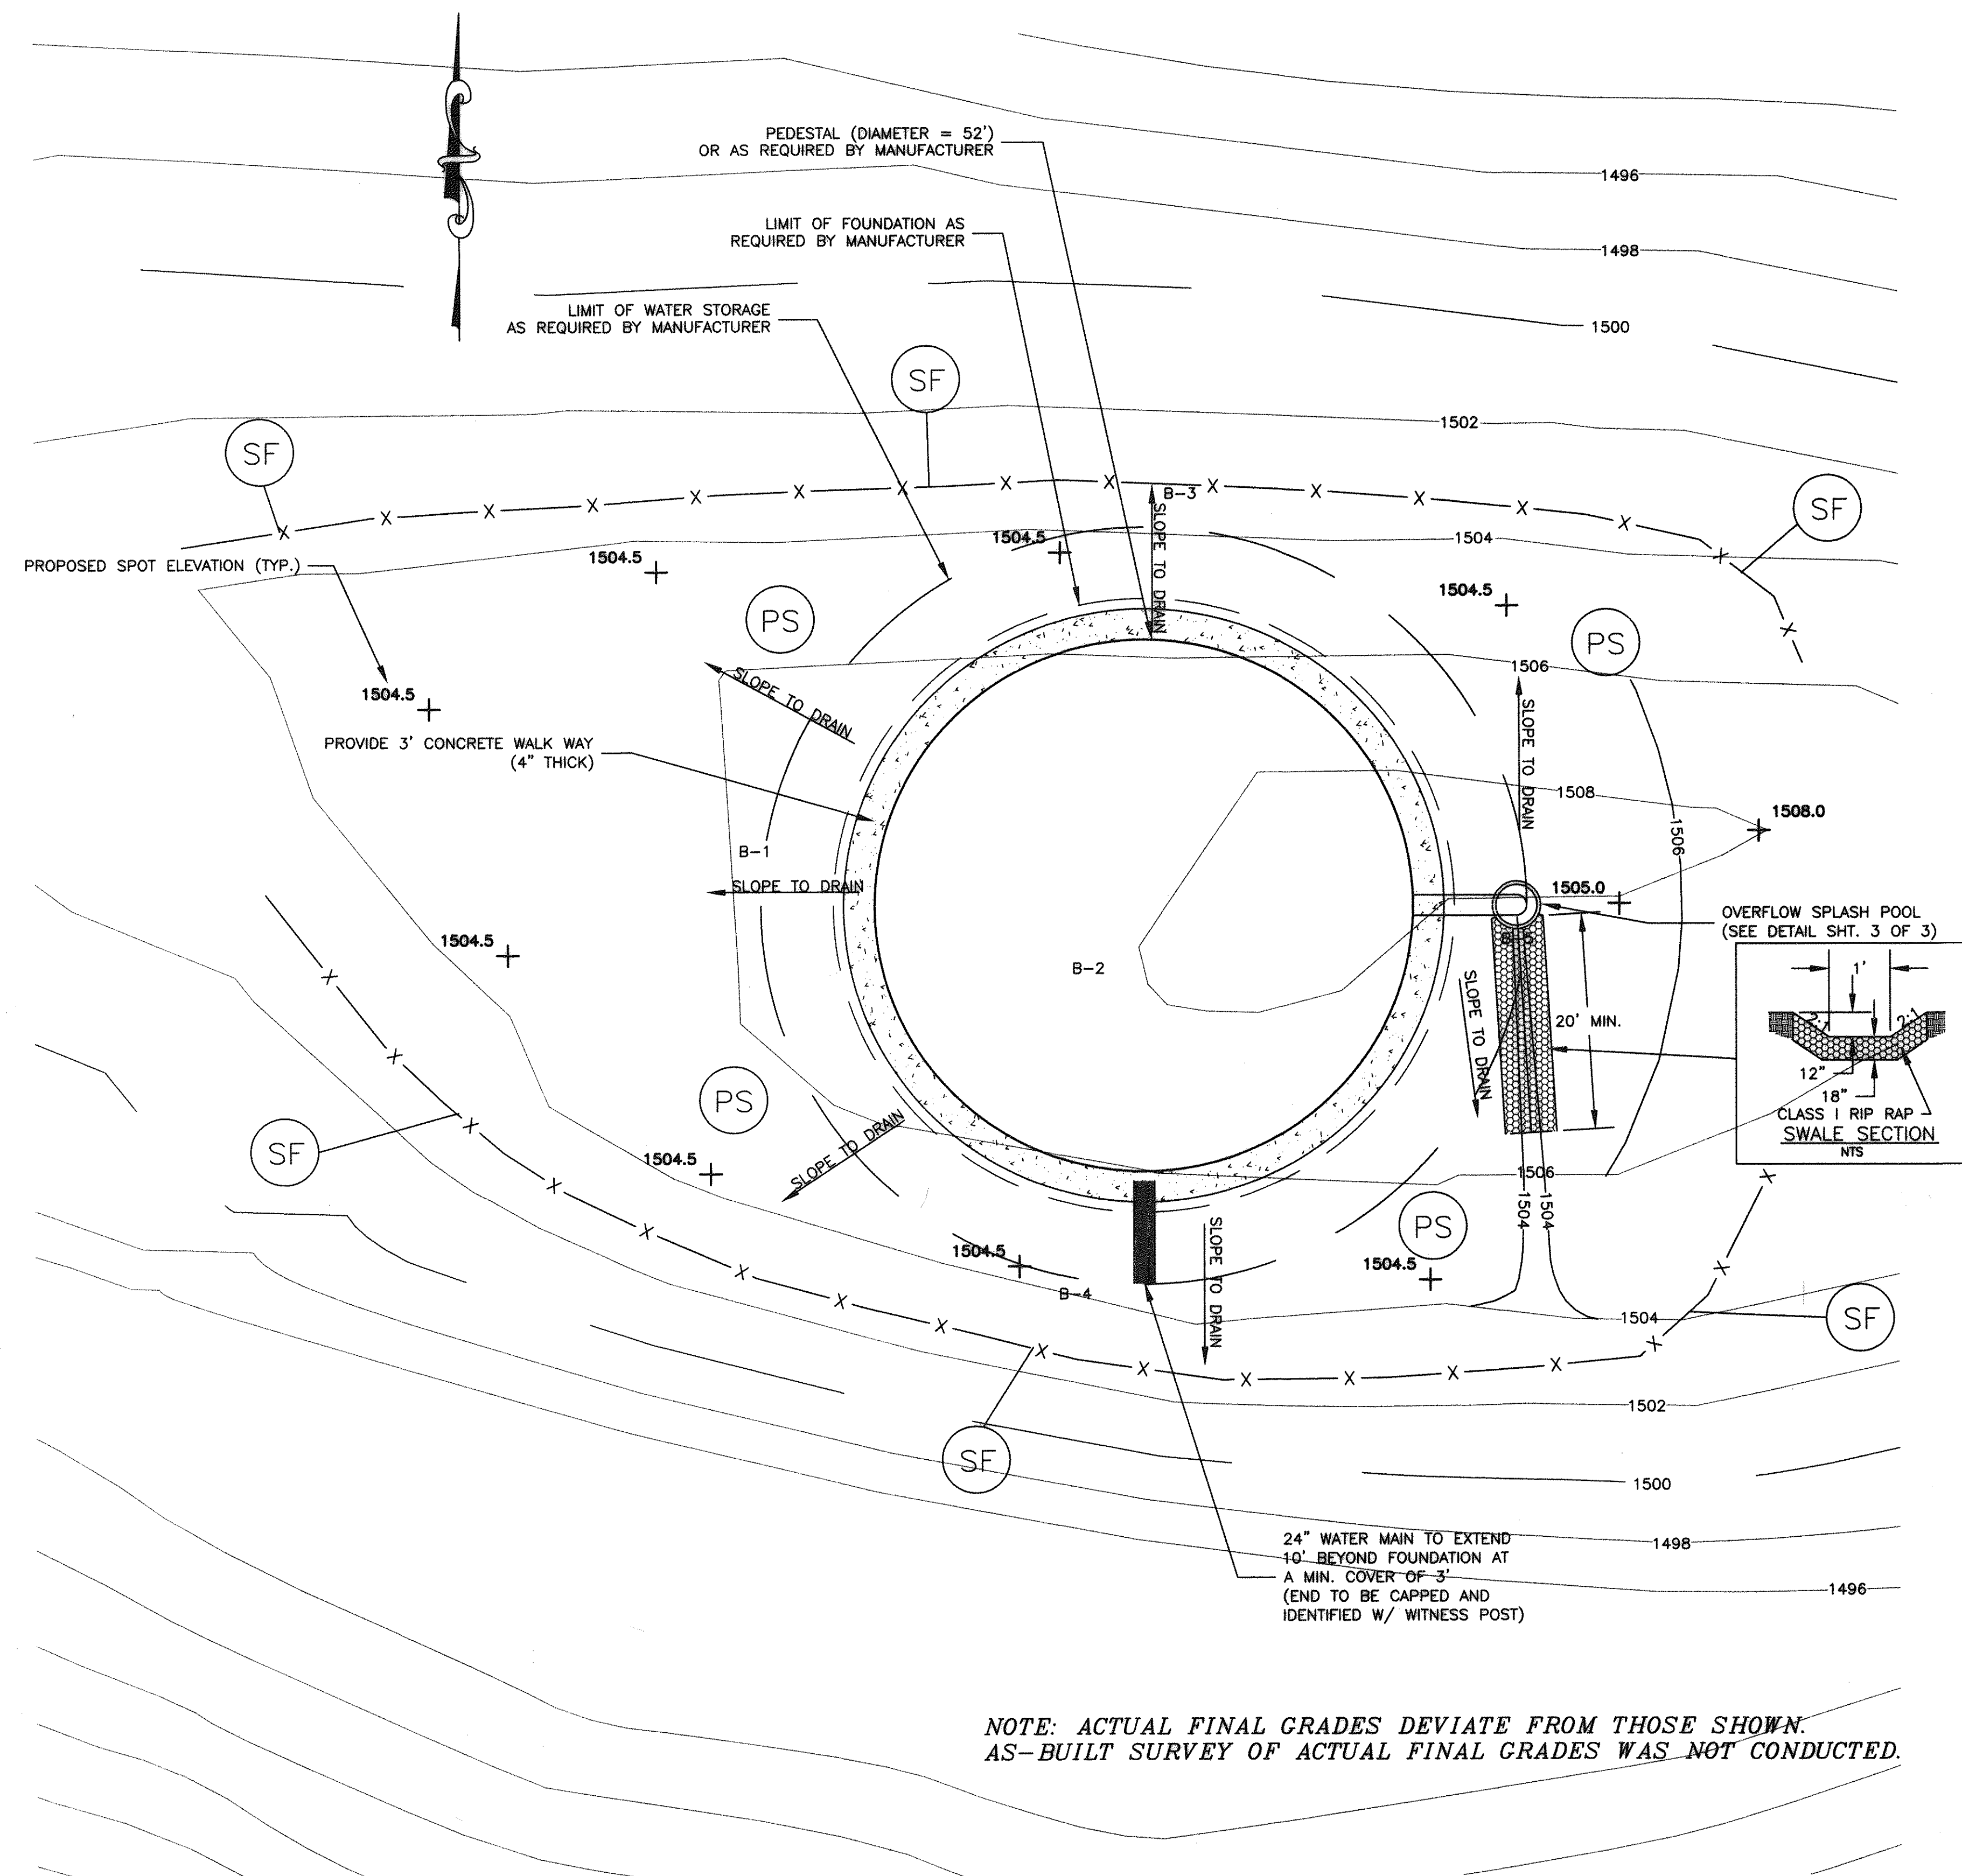 PEDESTAL (DIAMETER = 52')
OR AS REQUIRED BY MANUFACTURER
1496
LIMIT OF FOUNDATION AS
REQUIRED BY MANUFACTURER
1498
LIMIT OF WATER STORAGE
AS REQUIRED BY MANUFACTURER
1500
SF
1502
SF
B-3
SF
SLOPE TO DRAIN
1504.5
1504
PROPOSED SPOT ELEVATION (TYP.)
1504.5
1504.5
PS
PS
1506
SLOPE TO DRAIN
1504.5
SLOPE TO DRAIN
PROVIDE 3' CONCRETE WALK WAY
(4" THICK)
1508
1508.0
1506
B-1
SLOPE TO DRAIN
1505.0
OVERFLOW SPLASH POOL
(SEE DETAIL SHT. 3 OF 3)
1504.5
B-5
B-2
SLOPE TO DRAIN
20' MIN.
1'
2:1
2:1
12"
18"
CLASS I RIP RAP
SWALE SECTION
NTS
PS
SLOPE TO DRAIN
SF
1504.5
1506
1504
1504
PS
SLOPE TO DRAIN
1504.5
1504.5
B-4
1504
SF
1502
SF
1500
24" WATER MAIN TO EXTEND
10' BEYOND FOUNDATION AT
A MIN. COVER OF 3'
(END TO BE CAPPED AND
IDENTIFIED W/ WITNESS POST)
1498
1496
NOTE: ACTUAL FINAL GRADES DEVIATE FROM THOSE SHOWN.
AS-BUILT SURVEY OF ACTUAL FINAL GRADES WAS NOT CONDUCTED.